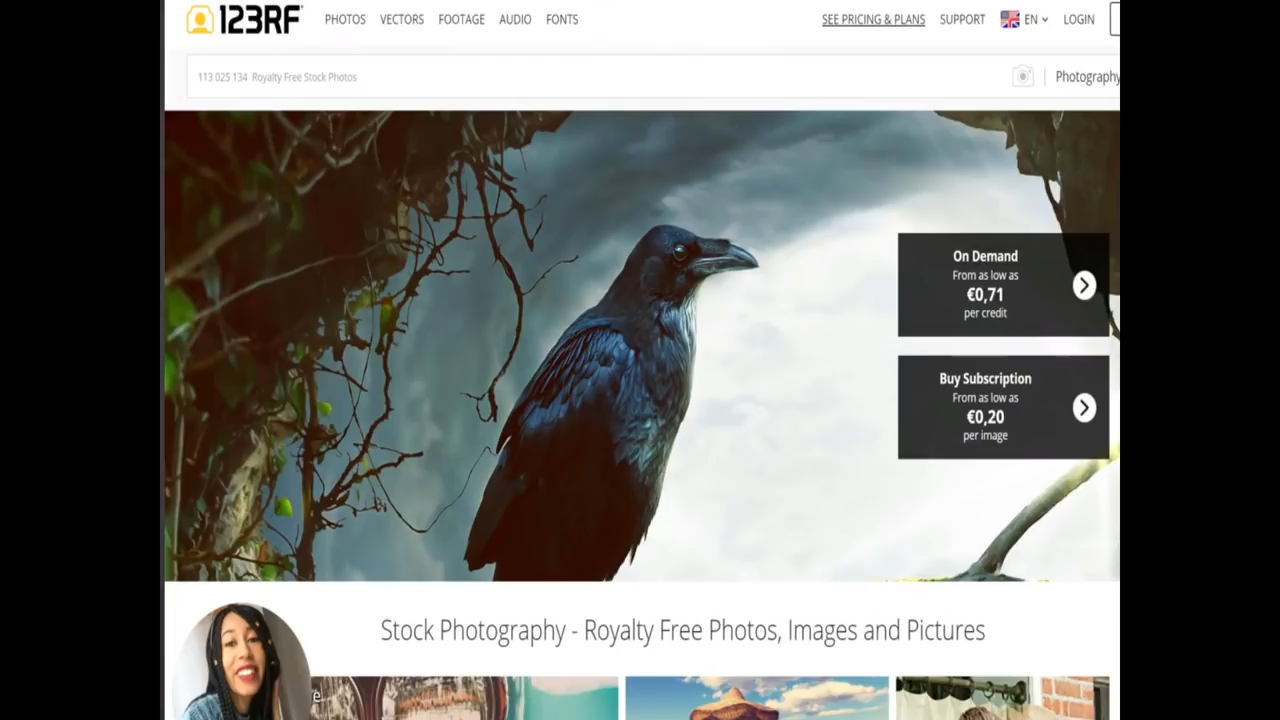 123RF
PHOTOS VECTORS FOOTAGE AUDIO FONTS SEE PRICING & PLANS SUPPORT EN LOGIN
113 025 134 Royalty Free Stock Photos
Photography
On Demand
From as low as
€0,71
per credit
Buy Subscription
From as low as
€0,20
per image
Stock Photography - Royalty Free Photos, Images and Pictures